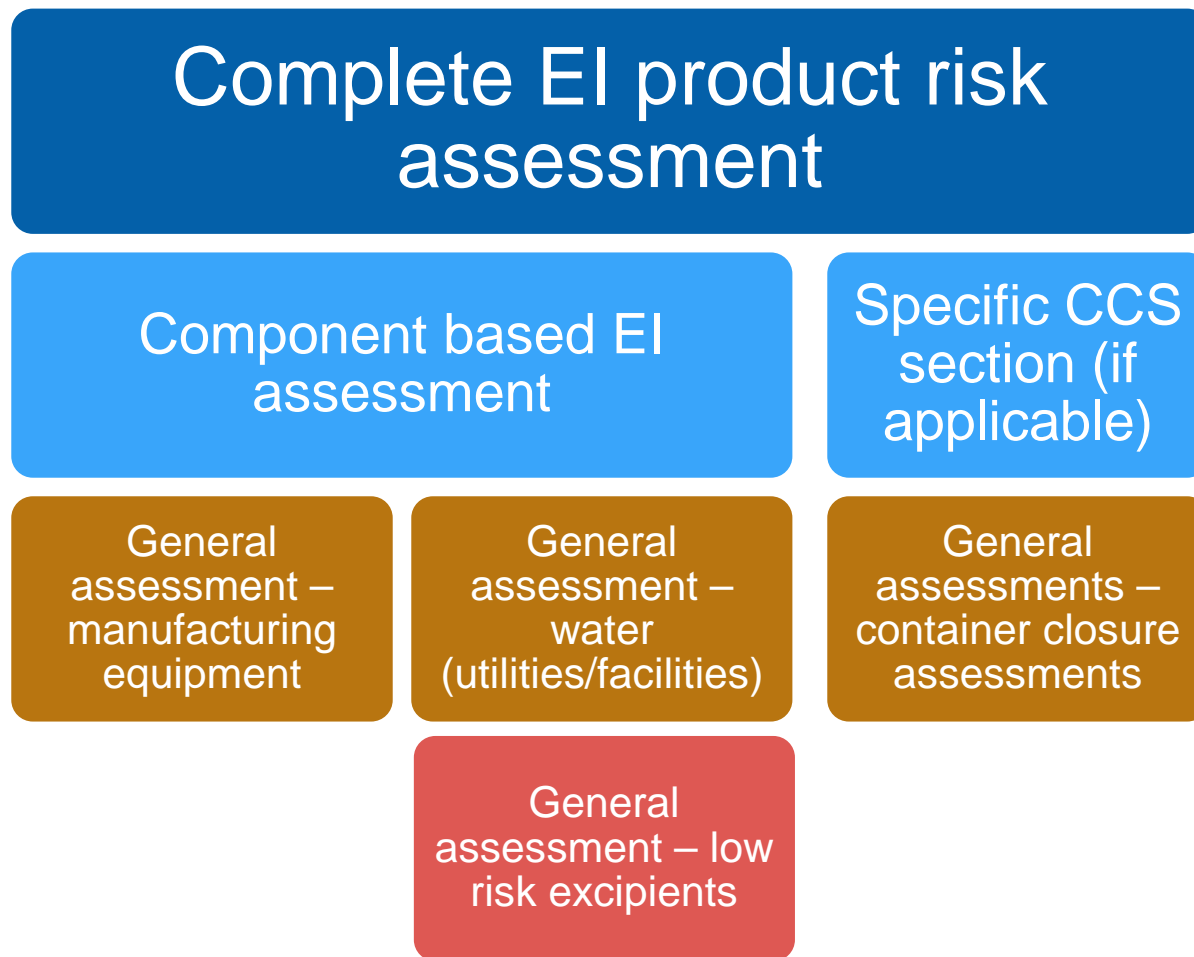 Complete EI product risk
assessment
Component based EI
assessment
Specific CCS
section (if
applicable)
General
assessment –
manufacturing
equipment
General
assessment –
water
(utilities/facilities)
General
assessments –
container closure
assessments
General
assessment – low
risk excipients